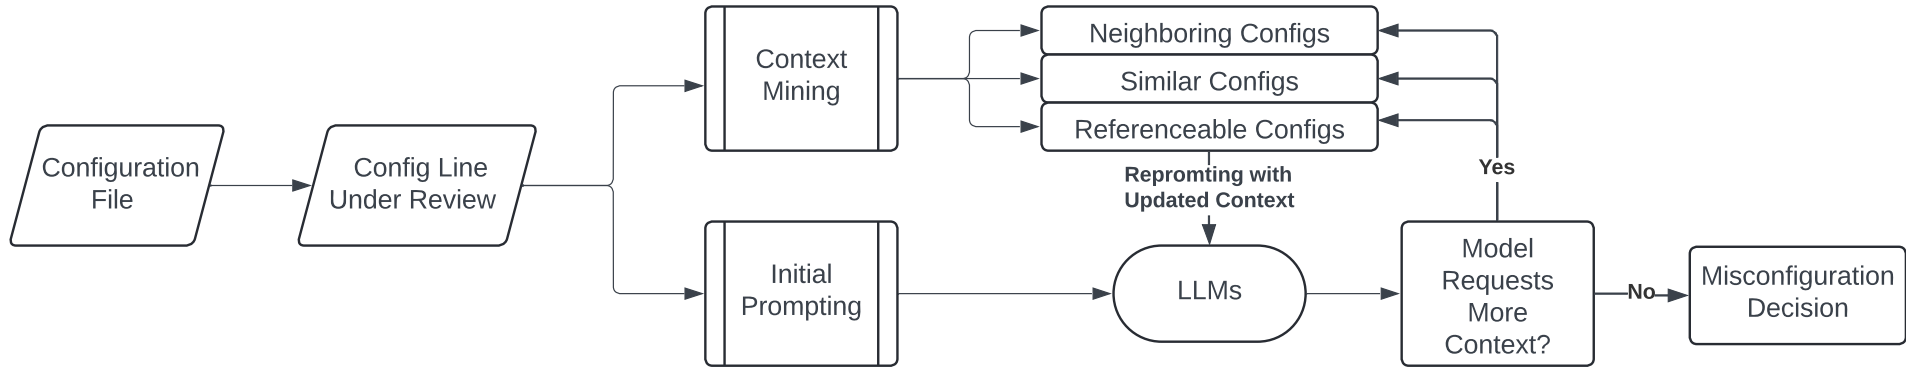 Configuration
File
Config Line
Under Review
Context
Mining
Initial
Prompting
Neighboring Configs
Similar Configs
Referenceable Configs
Repromting with
Updated Context
LLMs
Yes
Model
Requests
More
Context?
No
Misconfiguration
Decision